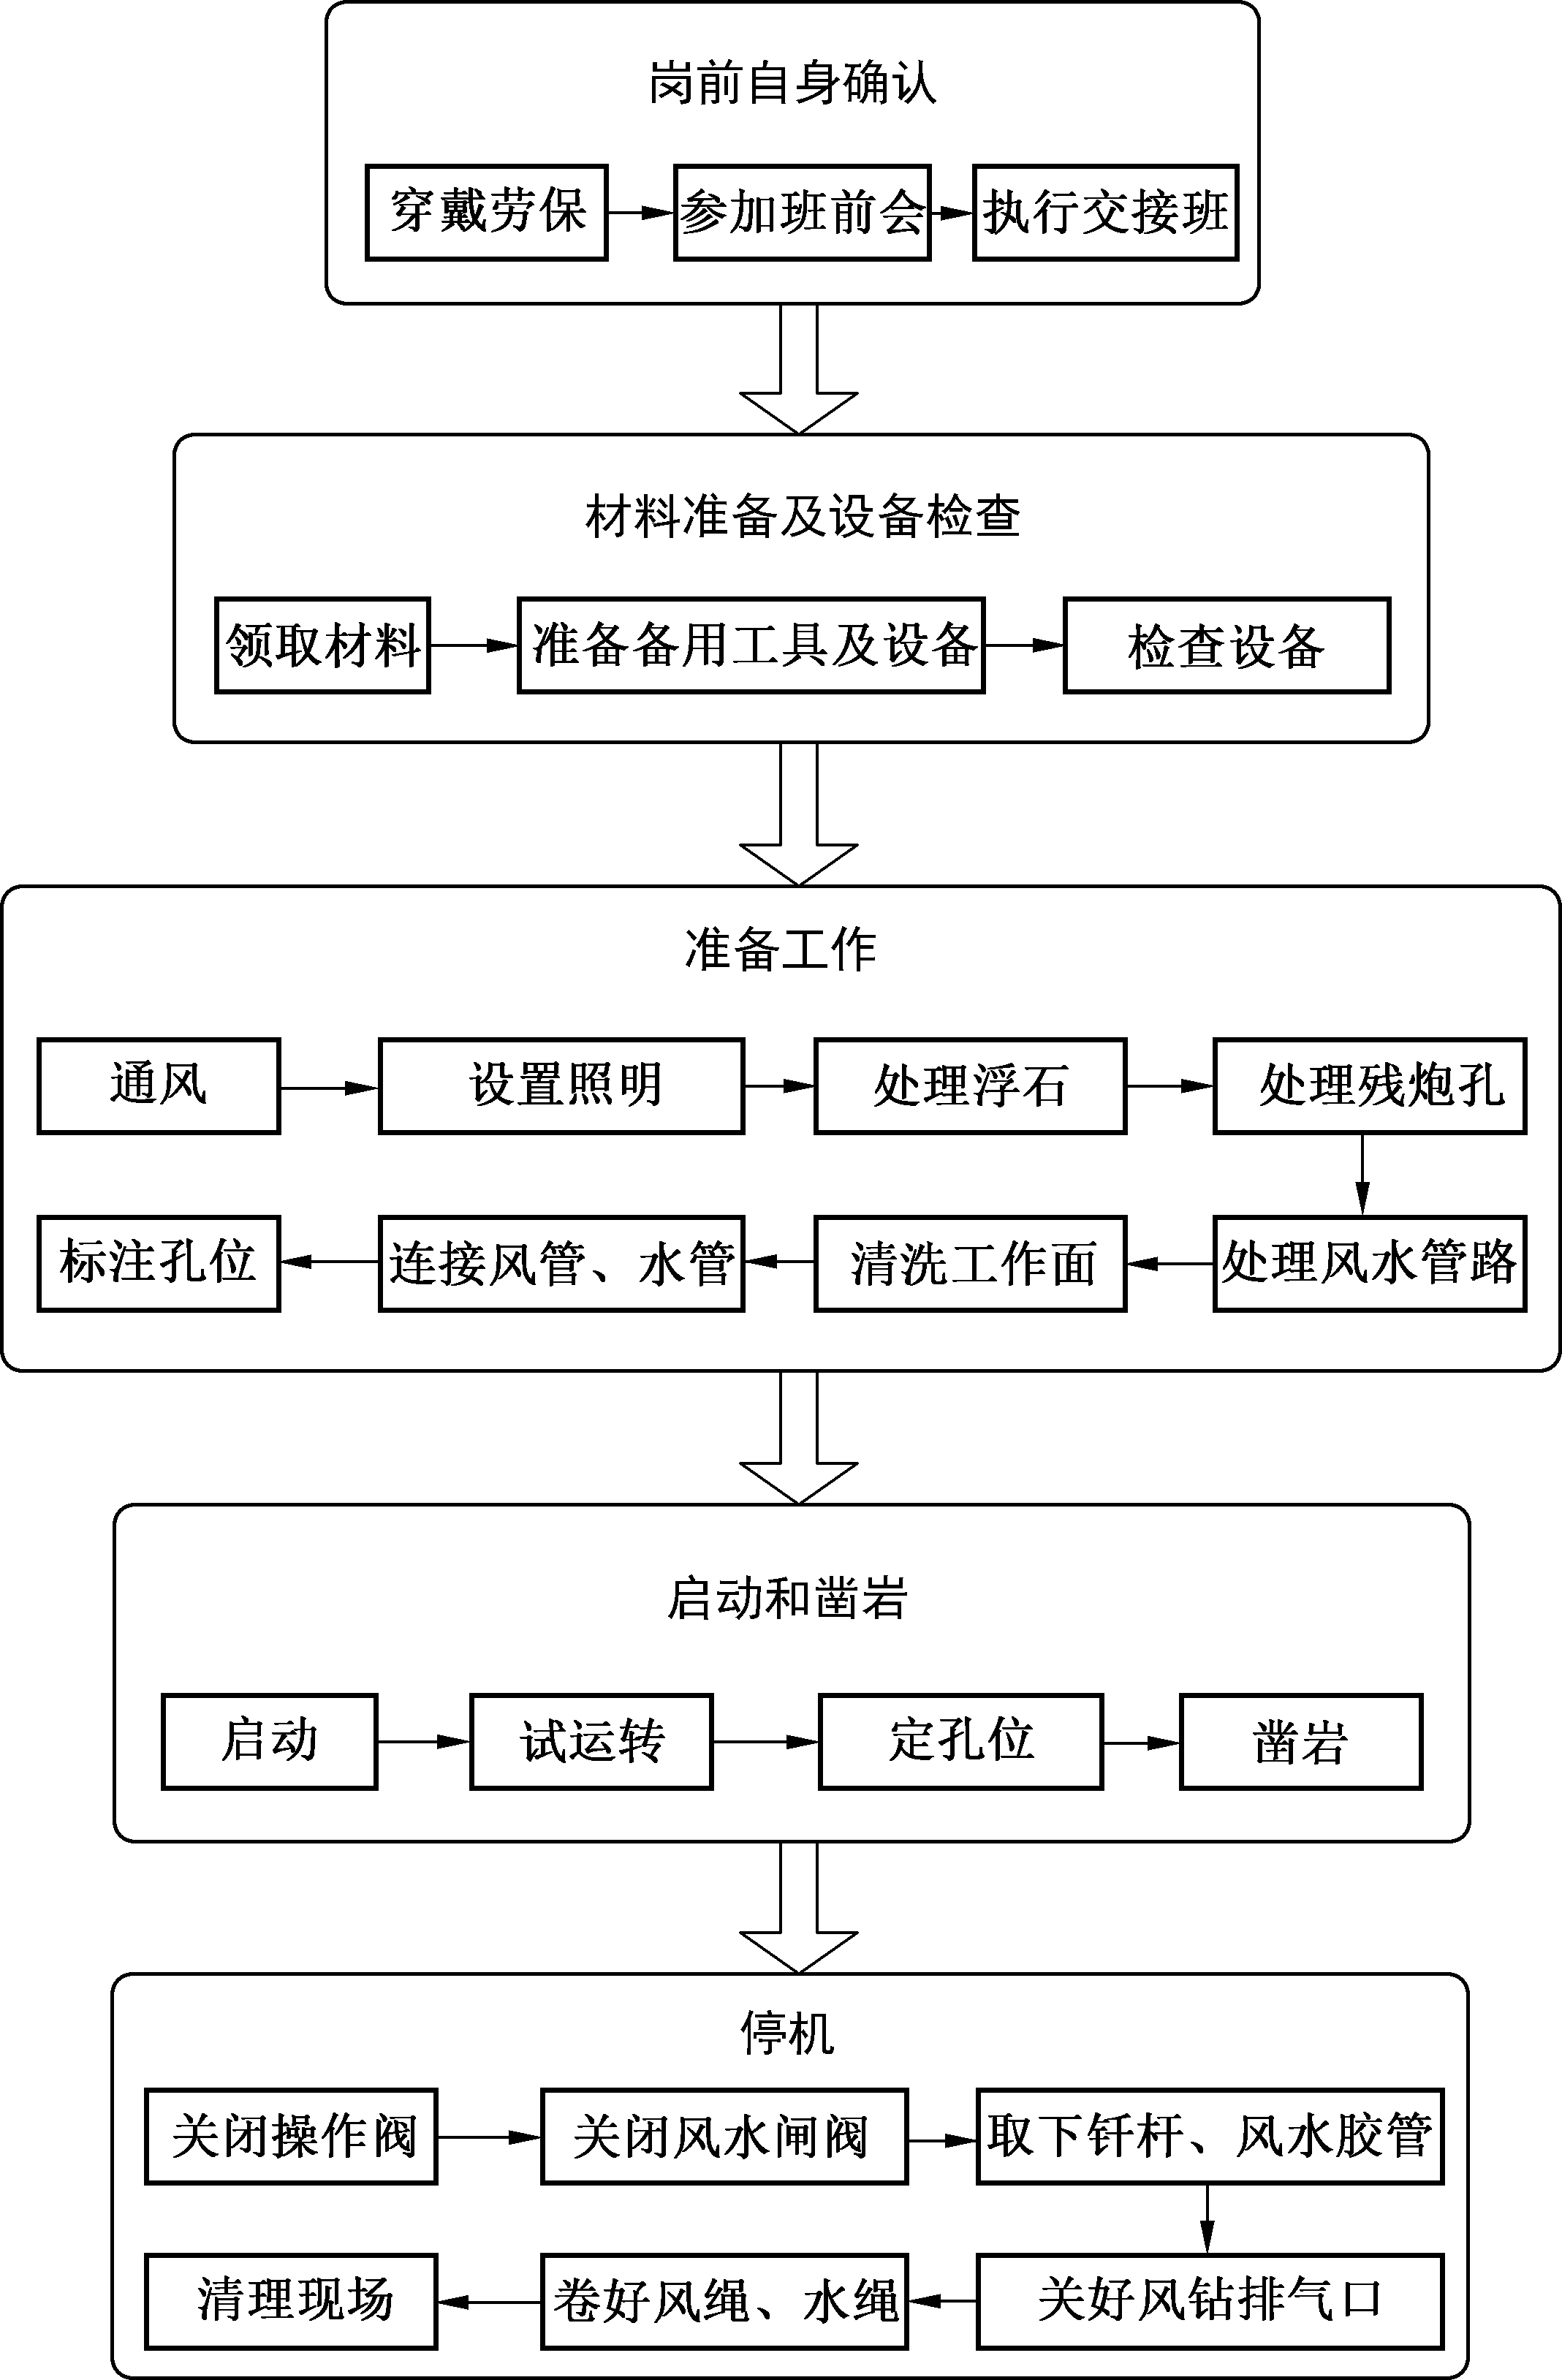 岗前自身确认
穿戴劳保
参加班前会
执行交接班
材料准备及设备检查
领取材料
准备备用工具及设备
检查设备
准备工作
通风
设置照明
处理浮石
处理残炮孔
标注孔位
连接风管、水管
清洗工作面
处理风水管路
启动和凿岩
启动
试运转
定孔位
凿岩
停机
关闭操作阀
关闭风水闸阀
取下钎杆、风水胶管
清理现场
卷好风绳、水绳
关好风钻排气口